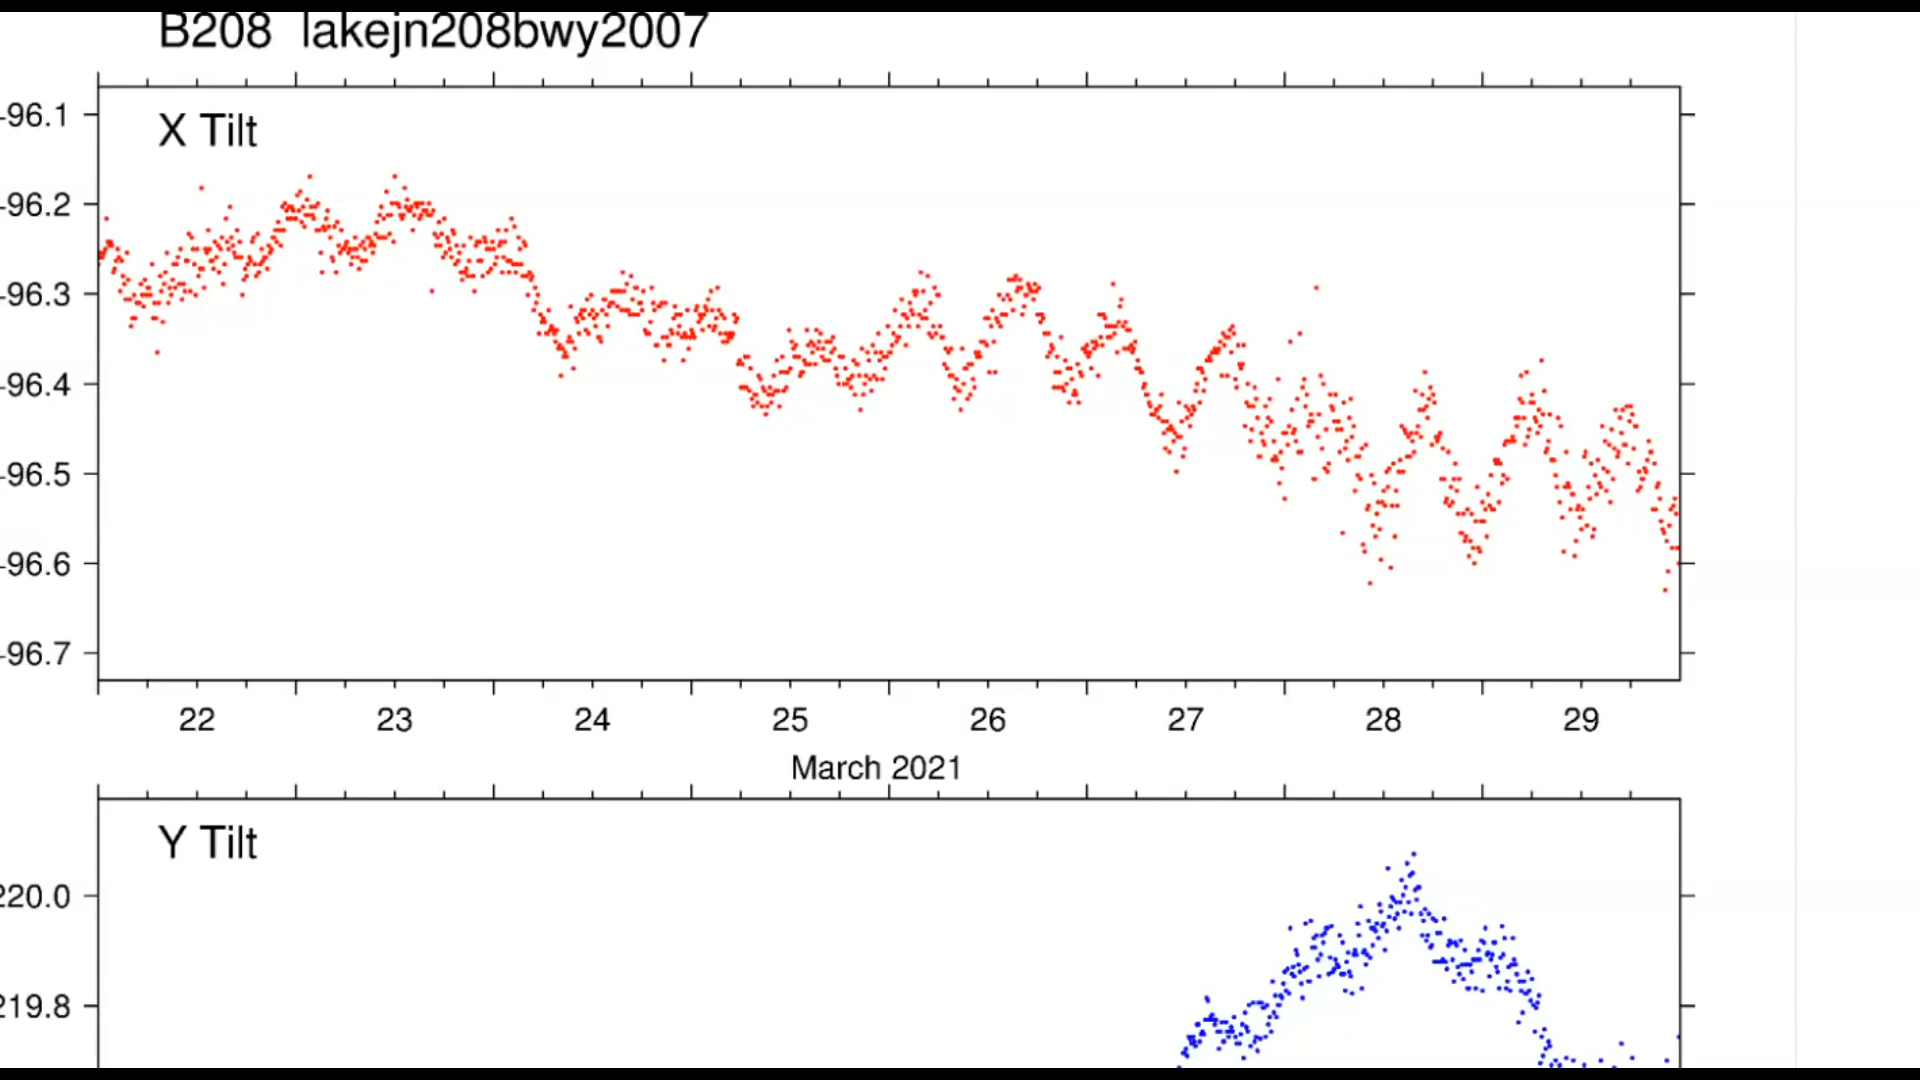 B208 lakejn208bwy2007
X Tilt
-96.1
-96.2
-96.3
-96.4
-96.5
-96.6
-96.7
22 23 24 25 26 27 28 29
March 2021
Y Tilt
220.0
219.8